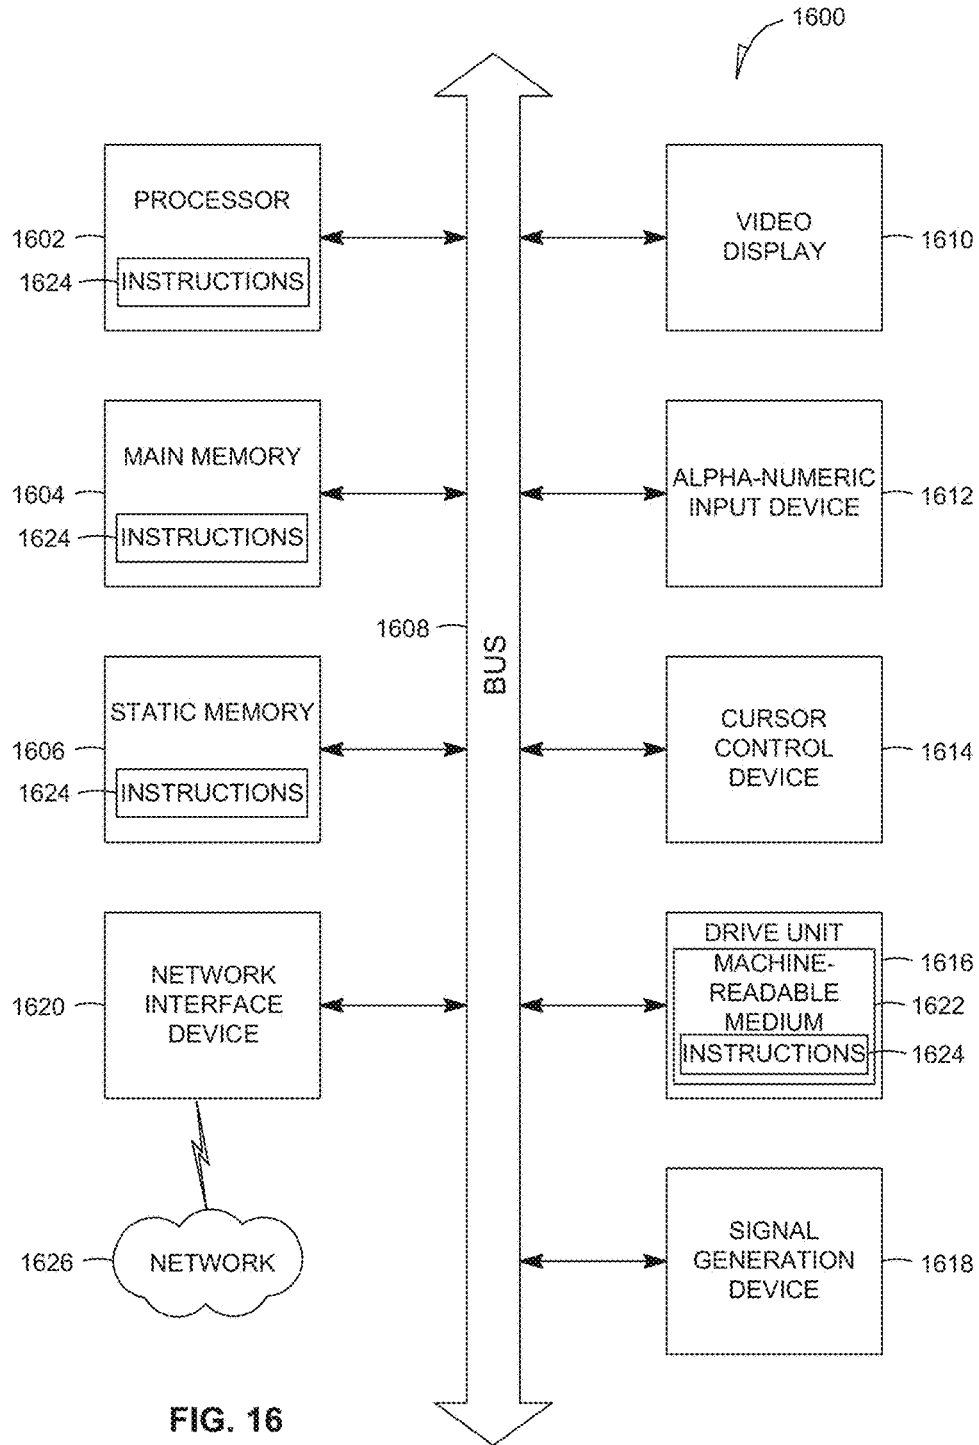 1600
PROCESSOR
1602
1624
INSTRUCTIONS
VIDEO
DISPLAY
1610
MAIN MEMORY
1604
1624
INSTRUCTIONS
ALPHA-NUMERIC
INPUT DEVICE
1612
1608
BUS
STATIC MEMORY
1606
1624
INSTRUCTIONS
CURSOR
CONTROL
DEVICE
1614
NETWORK
INTERFACE
DEVICE
1620
DRIVE UNIT
1616
MACHINE-
READABLE
MEDIUM
1622
INSTRUCTIONS
1624
1626
NETWORK
SIGNAL
GENERATION
DEVICE
1618
FIG. 16